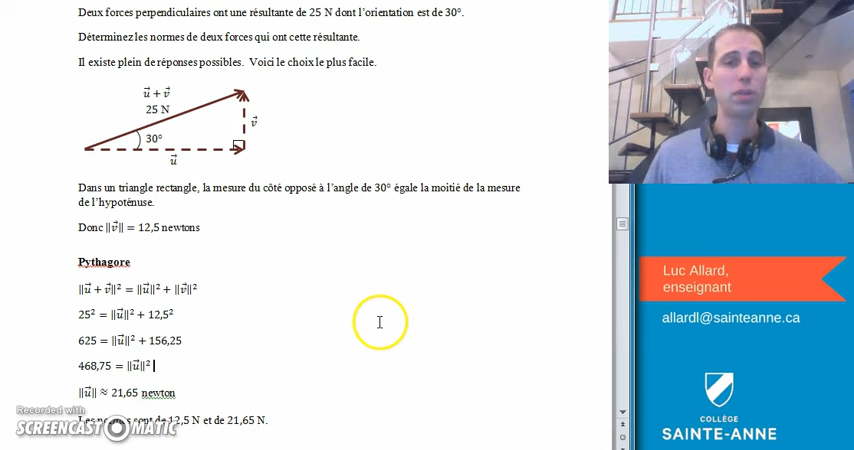 Deux forces perpendiculaires ont une résultante de 25 N dont l'orientation est de 30°.
Déterminez les normes de deux forces qui ont cette résultante.
Il existe plein de réponses possibles. Voici le choix le plus facile.
u⃗ + v⃗
25 N
30°
v⃗
u⃗
Dans un triangle rectangle, la mesure du côté opposé à l'angle de 30° égale la moitié de la mesure
de l'hypoténuse.
Donc ||v⃗|| = 12,5 newtons
Pythagore
||u⃗ + v⃗||² = ||u⃗||² + ||v⃗||²
25² = ||u⃗||² + 12,5²
625 = ||u⃗||² + 156,25
468,75 = ||u⃗||²
||u⃗|| ≈ 21,65 newton
Les normes sont de 12,5 N et de 21,65 N.
Recorded with
SCREENCAST MATIC
Luc Allard,
enseignant
allardl@sainteanne.ca
COLLÈGE
SAINTE-ANNE